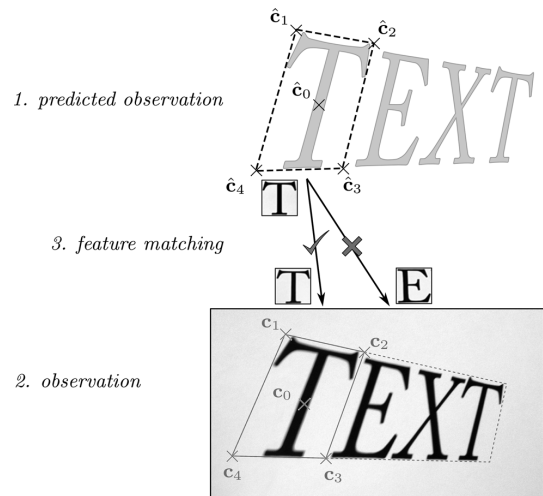 ĉ₁
ĉ₂
1. predicted observation
ĉ₀
TEXT
ĉ₄
ĉ₃
T
3. feature matching
T
E
c₁
c₂
2. observation
c₀
TEXT
c₄
c₃